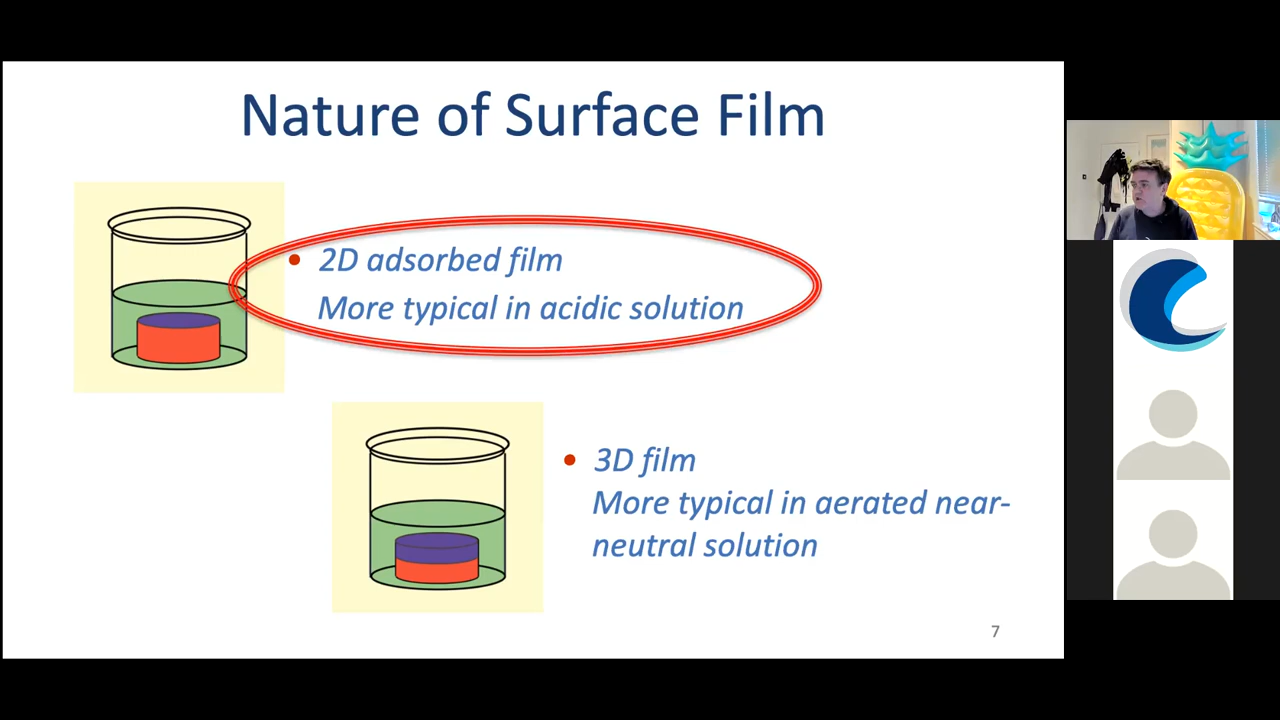 Nature of Surface Film
• 2D adsorbed film
More typical in acidic solution
• 3D film
More typical in aerated near-
neutral solution
7